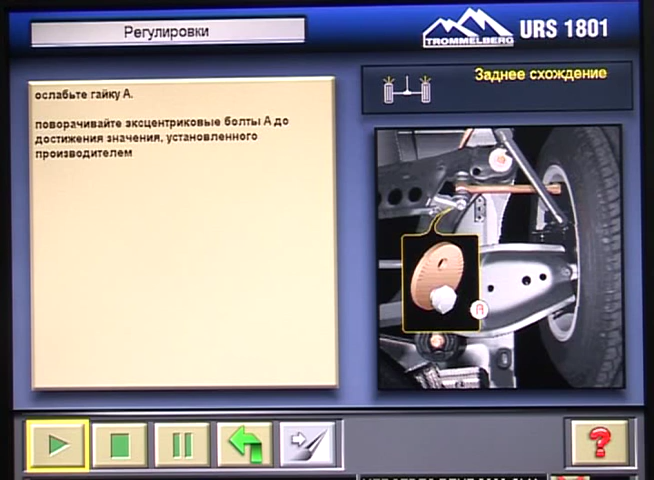 Регулировки
TROMMELBERG
URS 1801
Заднее схождение
ослабьте гайку А.
поворачивайте эксцентриковые болты А до
достижения значения, установленного
производителем
A
?